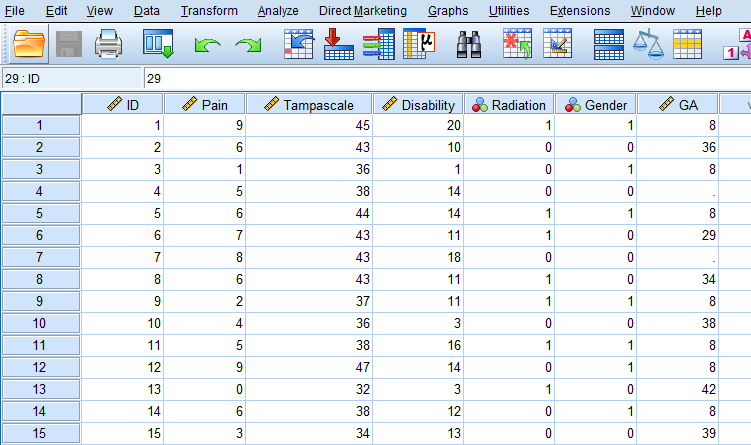 File Edit View Data Transform Analyze Direct Marketing Graphs Utilities Extensions Window Help
μ A 1
29 : ID 29
ID Pain Tampascale Disability Radiation Gender GA
1 1 9 45 20 1 1 8
2 2 6 43 10 0 0 36
3 3 1 36 1 0 1 8
4 4 5 38 14 0 0 .
5 5 6 44 14 1 1 8
6 6 7 43 11 1 0 29
7 7 8 43 18 0 0 .
8 8 6 43 11 1 0 34
9 9 2 37 11 1 1 8
10 10 4 36 3 0 0 38
11 11 5 38 16 1 1 8
12 12 9 47 14 0 1 8
13 13 0 32 3 1 0 42
14 14 6 38 12 0 1 8
15 15 3 34 13 0 0 39